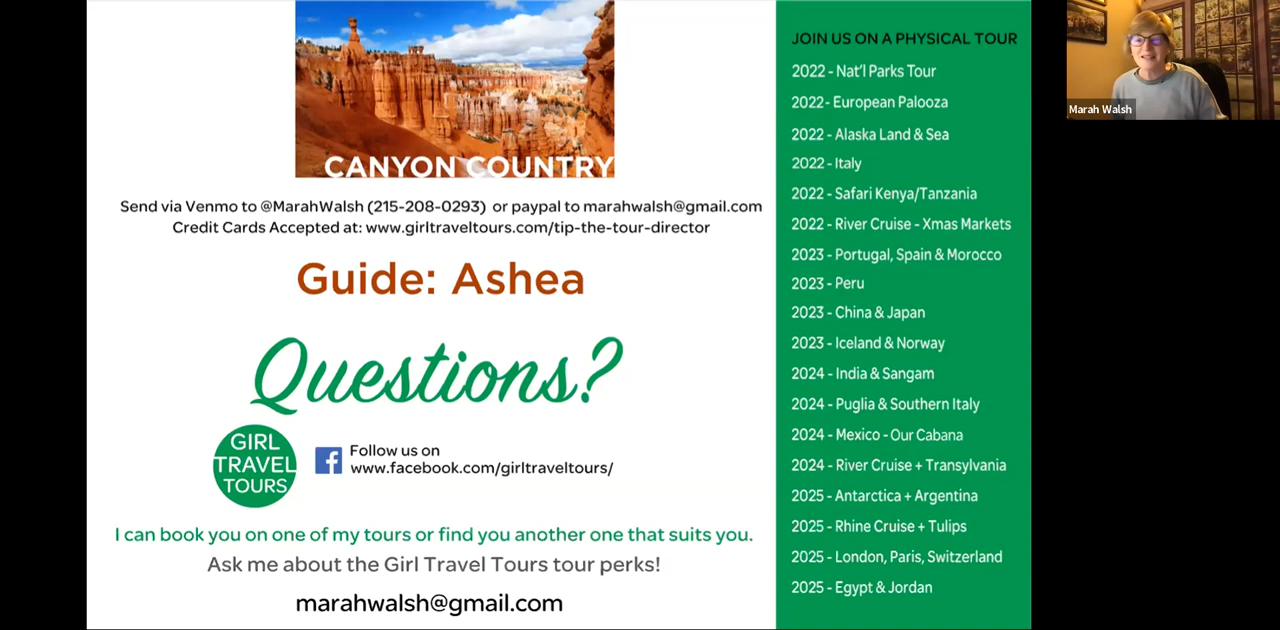 CANYON COUNTRY
Send via Venmo to @MarahWalsh (215-208-0293) or paypal to marahwalsh@gmail.com
Credit Cards Accepted at: www.girltraveltours.com/tip-the-tour-director
Guide: Ashea
Questions?
GIRL
TRAVEL
TOURS
Follow us on
www.facebook.com/girltraveltours/
I can book you on one of my tours or find you another one that suits you.
Ask me about the Girl Travel Tours tour perks!
marahwalsh@gmail.com
JOIN US ON A PHYSICAL TOUR
2022 - Nat'l Parks Tour
2022- European Palooza
2022 - Alaska Land & Sea
2022 - Italy
2022 - Safari Kenya/Tanzania
2022 - River Cruise - Xmas Markets
2023 - Portugal, Spain & Morocco
2023 - Peru
2023 - China & Japan
2023 - Iceland & Norway
2024 - India & Sangam
2024 - Puglia & Southern Italy
2024 - Mexico - Our Cabana
2024 - River Cruise + Transylvania
2025 - Antarctica + Argentina
2025 - Rhine Cruise + Tulips
2025 - London, Paris, Switzerland
2025 - Egypt & Jordan
Marah Walsh